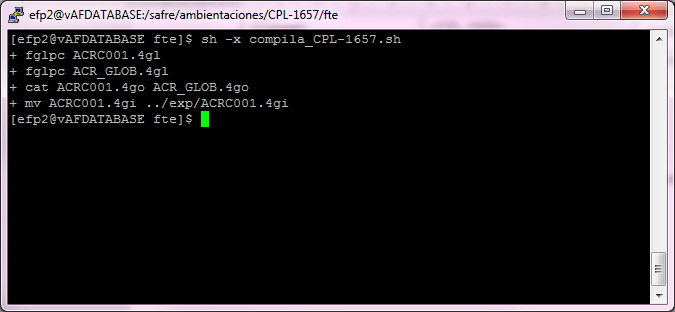 efp2@vAFDATABASE:/safre/ambientaciones/CPL-1657/fte
[efp2@vAFDATABASE fte]$ sh -x compila_CPL-1657.sh
+ fglpc ACRC001.4gl
+ fglpc ACR_GLOB.4gl
+ cat ACRC001.4go ACR_GLOB.4go
+ mv ACRC001.4gi ../exp/ACRC001.4gi
[efp2@vAFDATABASE fte]$